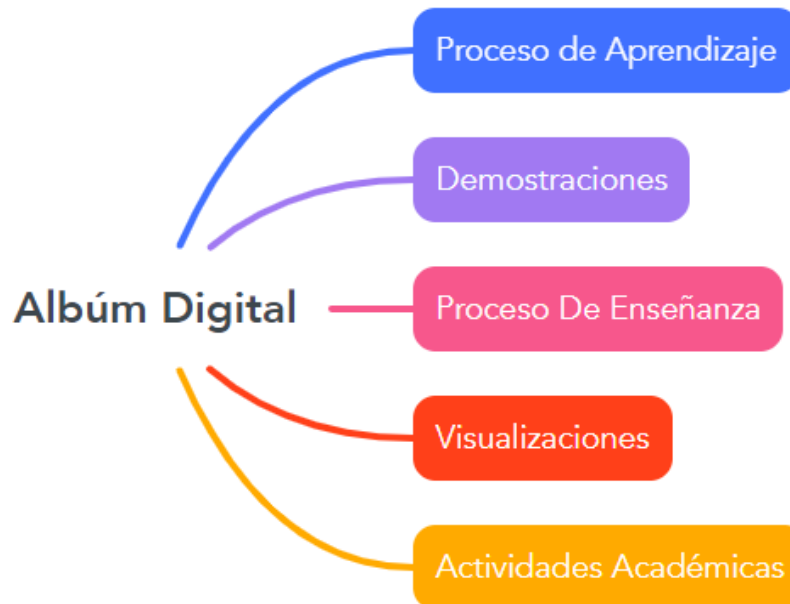 Proceso de Aprendizaje
Demostraciones
Albúm Digital
Proceso De Enseñanza
Visualizaciones
Actividades Académicas